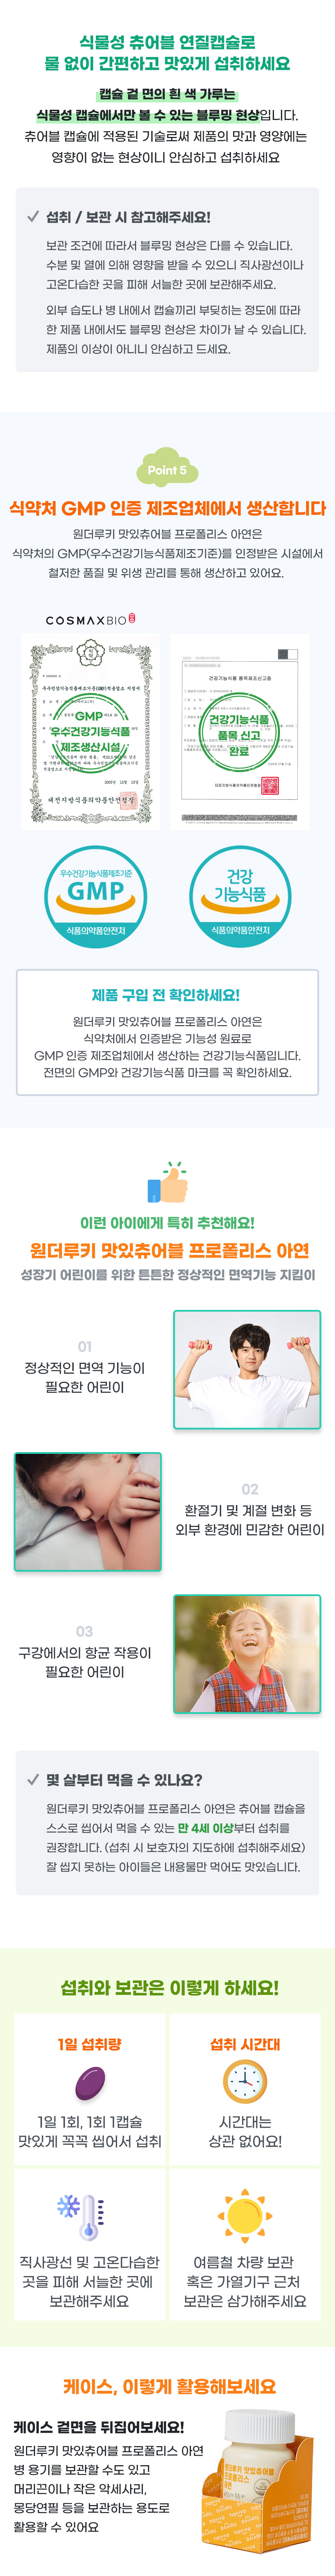 식물성 츄어블 연질캡슐로
물 없이 간편하고 맛있게 섭취하세요
캡슐 겉 면의 흰 색 가루는
식물성 캡슐에서만 볼 수 있는 블루밍 현상입니다.
츄어블 캡슐에 적용된 기술로써 제품의 맛과 영양에는
영향이 없는 현상이니 안심하고 섭취하세요
섭취 / 보관 시 참고해주세요!
보관 조건에 따라서 블루밍 현상은 다를 수 있습니다.
수분 및 열에 의해 영향을 받을 수 있으니 직사광선이나
고온다습한 곳을 피해 서늘한 곳에 보관해주세요.
외부 습도나 병 내에서 캡슐끼리 부딪히는 정도에 따라
한 제품 내에서도 블루밍 현상은 차이가 날 수 있습니다.
제품의 이상이 아니니 안심하고 드세요.
Point 5
식약처 GMP 인증 제조업체에서 생산합니다
원더루키 맛있츄어블 프로폴리스 아연은
식약처의 GMP(우수건강기능식품제조기준)를 인정받은 시설에서
철저한 품질 및 위생 관리를 통해 생산하고 있어요.
COSMAXBIO
GMP
우수건강기능식품
제조생산시설
대전지방식품의약품안전청장
건강기능식품 품목제조신고증
건강기능식품
품목 신고
완료
우수건강기능식품제조기준
GMP
식품의약품안전처
건강
기능식품
식품의약품안전처
제품 구입 전 확인하세요!
원더루키 맛있츄어블 프로폴리스 아연은
식약처에서 인증받은 기능성 원료로
GMP 인증 제조업체에서 생산하는 건강기능식품입니다.
전면의 GMP와 건강기능식품 마크를 꼭 확인하세요.
이런 아이에게 특히 추천해요!
원더루키 맛있츄어블 프로폴리스 아연
성장기 어린이를 위한 튼튼한 정상적인 면역기능 지킴이
01
정상적인 면역 기능이
필요한 어린이
02
환절기 및 계절 변화 등
외부 환경에 민감한 어린이
03
구강에서의 항균 작용이
필요한 어린이
몇 살부터 먹을 수 있나요?
원더루키 맛있츄어블 프로폴리스 아연은 츄어블 캡슐을
스스로 씹어서 먹을 수 있는 만 4세 이상부터 섭취를
권장합니다. (섭취 시 보호자의 지도하에 섭취해주세요)
잘 씹지 못하는 아이들은 내용물만 먹어도 맛있습니다.
섭취와 보관은 이렇게 하세요!
1일 섭취량
1일 1회, 1회 1캡슐
맛있게 꼭꼭 씹어서 섭취
섭취 시간대
시간대는
상관 없어요!
직사광선 및 고온다습한
곳을 피해 서늘한 곳에
보관해주세요
여름철 차량 보관
혹은 가열기구 근처
보관은 삼가해주세요
케이스, 이렇게 활용해보세요
케이스 겉면을 뒤집어보세요!
원더루키 맛있츄어블 프로폴리스 아연
병 용기를 보관할 수도 있고
머리끈이나 작은 악세사리,
몽당연필 등을 보관하는 용도로
활용할 수 있어요